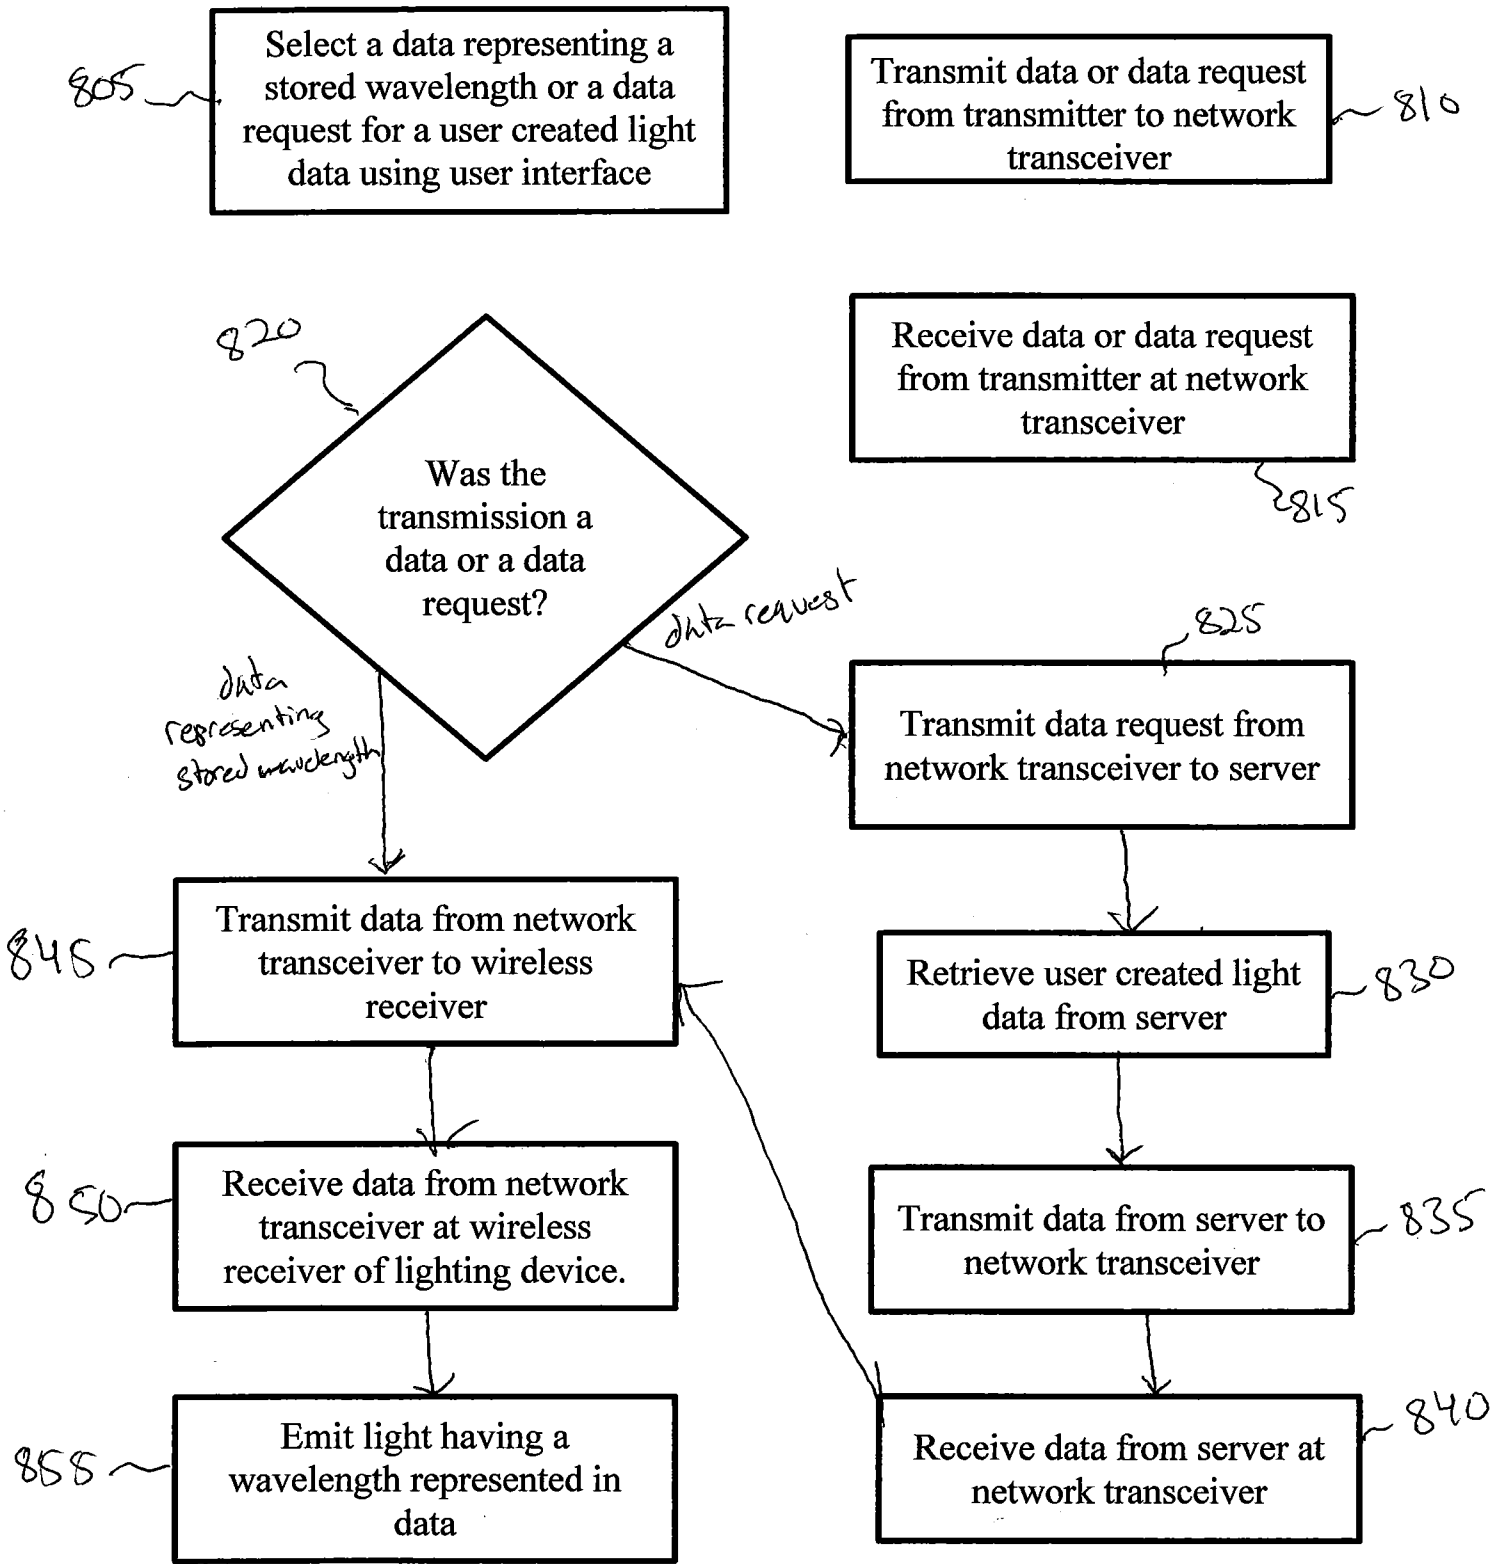 805
Select a data representing a
stored wavelength or a data
request for a user created light
data using user interface
Transmit data or data request
from transmitter to network
transceiver
810
Receive data or data request
from transmitter at network
transceiver
815
820
Was the
transmission a
data or a data
request?
data request
data
representing
stored wavelength
825
Transmit data request from
network transceiver to server
845
Transmit data from network
transceiver to wireless
receiver
Retrieve user created light
data from server
830
850
Receive data from network
transceiver at wireless
receiver of lighting device.
Transmit data from server to
network transceiver
835
855
Emit light having a
wavelength represented in
data
Receive data from server at
network transceiver
840